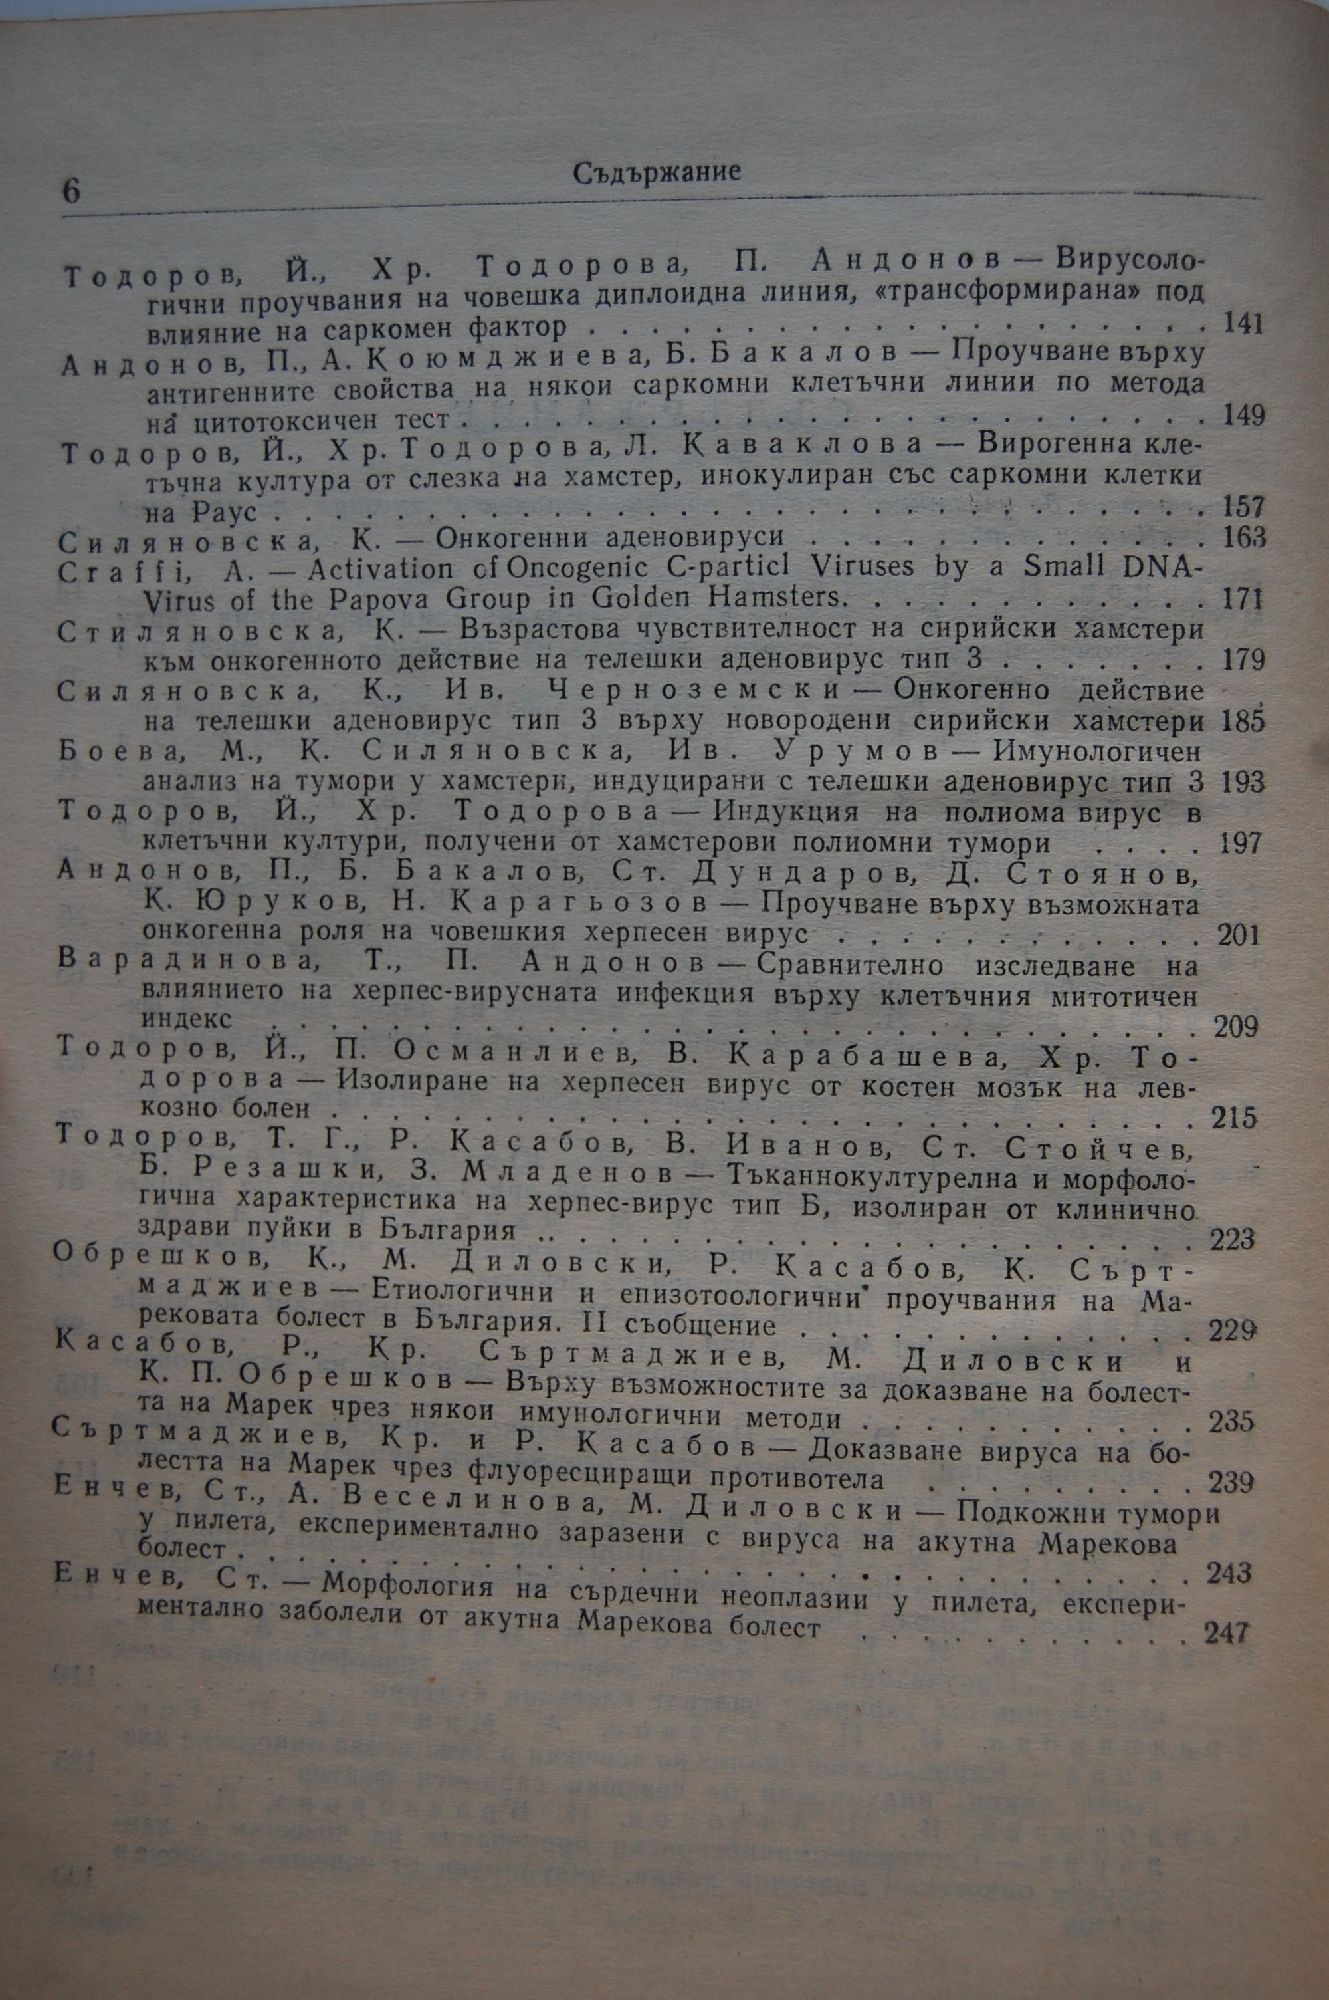 6
Съдържание
Тодоров, Й., Хр. Тодорова, П. Андонов — Вирусоло-
гични проучвания на човешка диплоидна линия, «трансформирана» под
влияние на саркомен фактор . . . . . . . . . . . . . . . . . . . . 141
Андонов, П., А. Коюмджиева, Б. Бакалов — Проучване върху
антигенните свойства на някои саркомни клетъчни линии по метода
на цитотоксичен тест . . . . . . . . . . . . . . . . . . . . . . . . 149
Тодоров, Й., Хр. Тодорова, Л. Каваклова — Вирогенна кле-
тъчна култура от слезка на хамстер, инокулиран със саркомни клетки
на Раус . . . . . . . . . . . . . . . . . . . . . . . . . . . . . . 157
Силяновска, К. — Онкогенни аденовируси . . . . . . . . . . . . . 163
Craffi, A. — Activation of Oncogenic C-particl Viruses by a Small DNA-
Virus of the Papova Group in Golden Hamsters. . . . . . . . . . . . 171
Стиляновска, К. — Възрастова чувствителност на сирийски хамстери
към онкогенното действие на телешки аденовирус тип 3 . . . . . . . 179
Силяновска, К., Ив. Черноземски — Онкогенно действие
на телешки аденовирус тип 3 върху новородени сирийски хамстери 185
Боева, М., К. Силяновска, Ив. Урумов — Имунологичен
анализ на тумори у хамстери, индуцирани с телешки аденовирус тип 3 193
Тодоров, Й., Хр. Тодорова — Индукция на полиома вирус в
клетъчни култури, получени от хамстерови полиомни тумори . . . . 197
Андонов, П., Б. Бакалов, Ст. Дундаров, Д. Стоянов,
К. Юруков, Н. Карагьозов — Проучване върху възможната
онкогенна роля на човешкия херпесен вирус . . . . . . . . . . . . 201
Варадинова, Т., П. Андонов — Сравнително изследване на
влиянието на херпес-вирусната инфекция върху клетъчния митотичен
индекс . . . . . . . . . . . . . . . . . . . . . . . . . . . . . . 209
Тодоров, Й., П. Османлиев, В. Карабашева, Хр. То-
дорова — Изолиране на херпесен вирус от костен мозък на лев-
козно болен . . . . . . . . . . . . . . . . . . . . . . . . . . . . 215
Тодоров, Т. Г., Р. Касабов, В. Иванов, Ст. Стойчев,
Б. Резашки, З. Младенов — Тъканнокултурелна и морфоло-
гична характеристика на херпес-вирус тип Б, изолиран от клинично
здрави пуйки в България . . . . . . . . . . . . . . . . . . . . . . 223
Обрешков, К., М. Диловски, Р. Касабов, К. Сърт-
маджиев — Етиологични и епизотоологични проучвания на Ма-
рековата болест в България. II съобщение . . . . . . . . . . . . . 229
Касабов, Р., Кр. Съртмаджиев, М. Диловски и
К. П. Обрешков — Върху възможностите за доказване на болест-
та на Марек чрез някои имунологични методи . . . . . . . . . . . . 235
Съртмаджиев, Кр. и Р. Касабов — Доказване вируса на бо-
лестта на Марек чрез флуоресциращи противотела . . . . . . . . . 239
Енчев, Ст., А. Веселинова, М. Диловски — Подкожни тумори
у пилета, експериментално заразени с вируса на акутна Марекова
болест . . . . . . . . . . . . . . . . . . . . . . . . . . . . . . 243
Енчев, Ст. — Морфология на сърдечни неоплазии у пилета, експери-
ментално заболели от акутна Марекова болест . . . . . . . . . . . 247